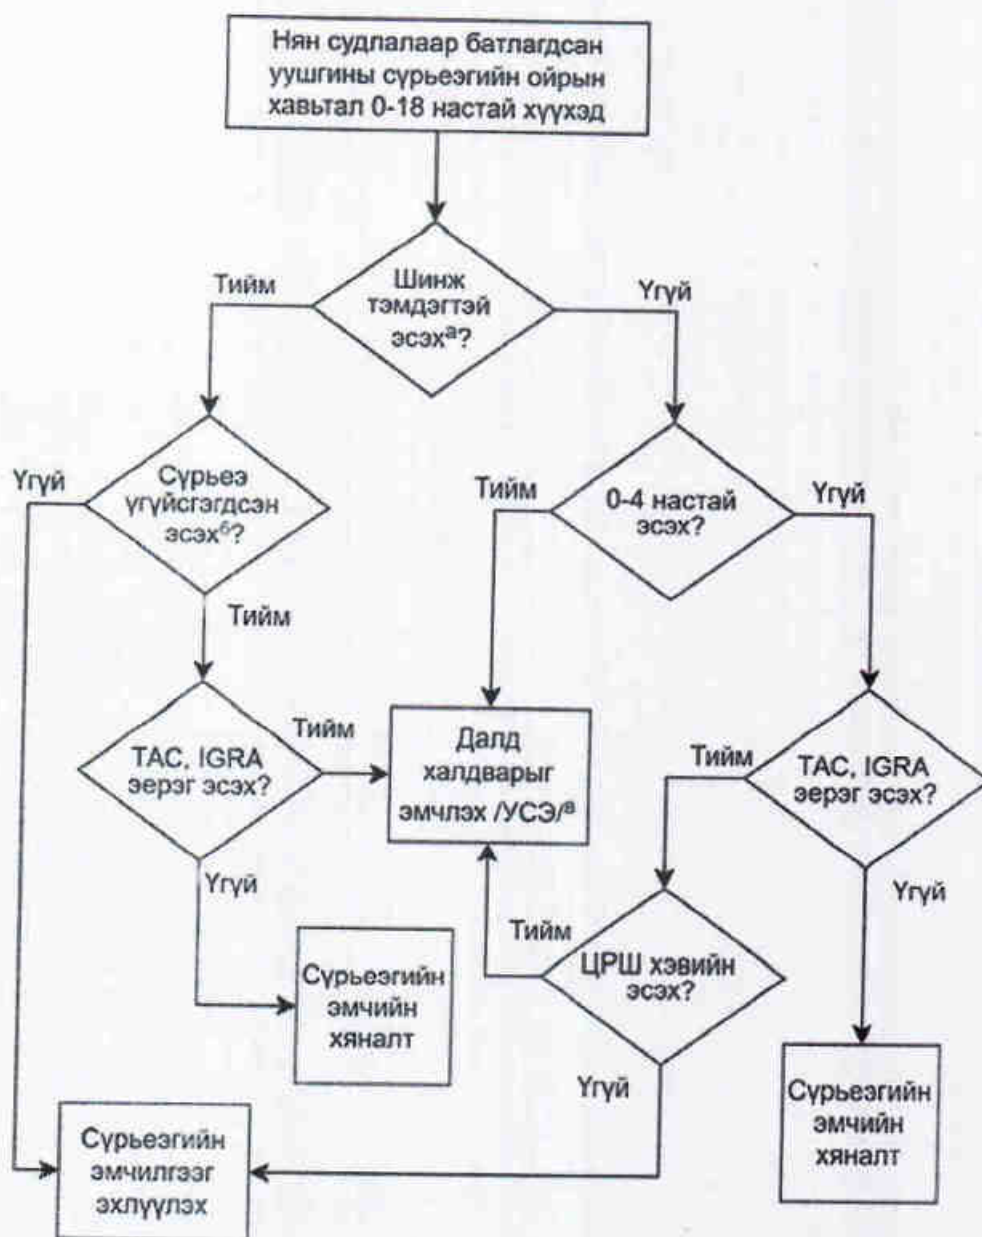 Нян судлалаар батлагдсан
уушгины сүрьеэгийн ойрын
хавьтал 0-18 настай хүүхэд
Тийм
Шинж
тэмдэгтэй
эсэхᵃ?
Үгүй
Үгүй
Сүрьеэ
үгүйсгэгдсэн
эсэхᵇ?
Тийм
0-4 настай
эсэх?
Үгүй
Тийм
ТАС, IGRA
эерэг эсэх?
Тийм
Далд
халдварыг
эмчлэх /УСЭ/ᵃ
Тийм
ТАС, IGRA
эерэг эсэх?
Үгүй
Үгүй
Тийм
ЦРШ хэвийн
эсэх?
Сүрьеэгийн
эмчийн
хяналт
Үгүй
Сүрьеэгийн
эмчийн
хяналт
Сүрьеэгийн
эмчилгээг
эхлүүлэх